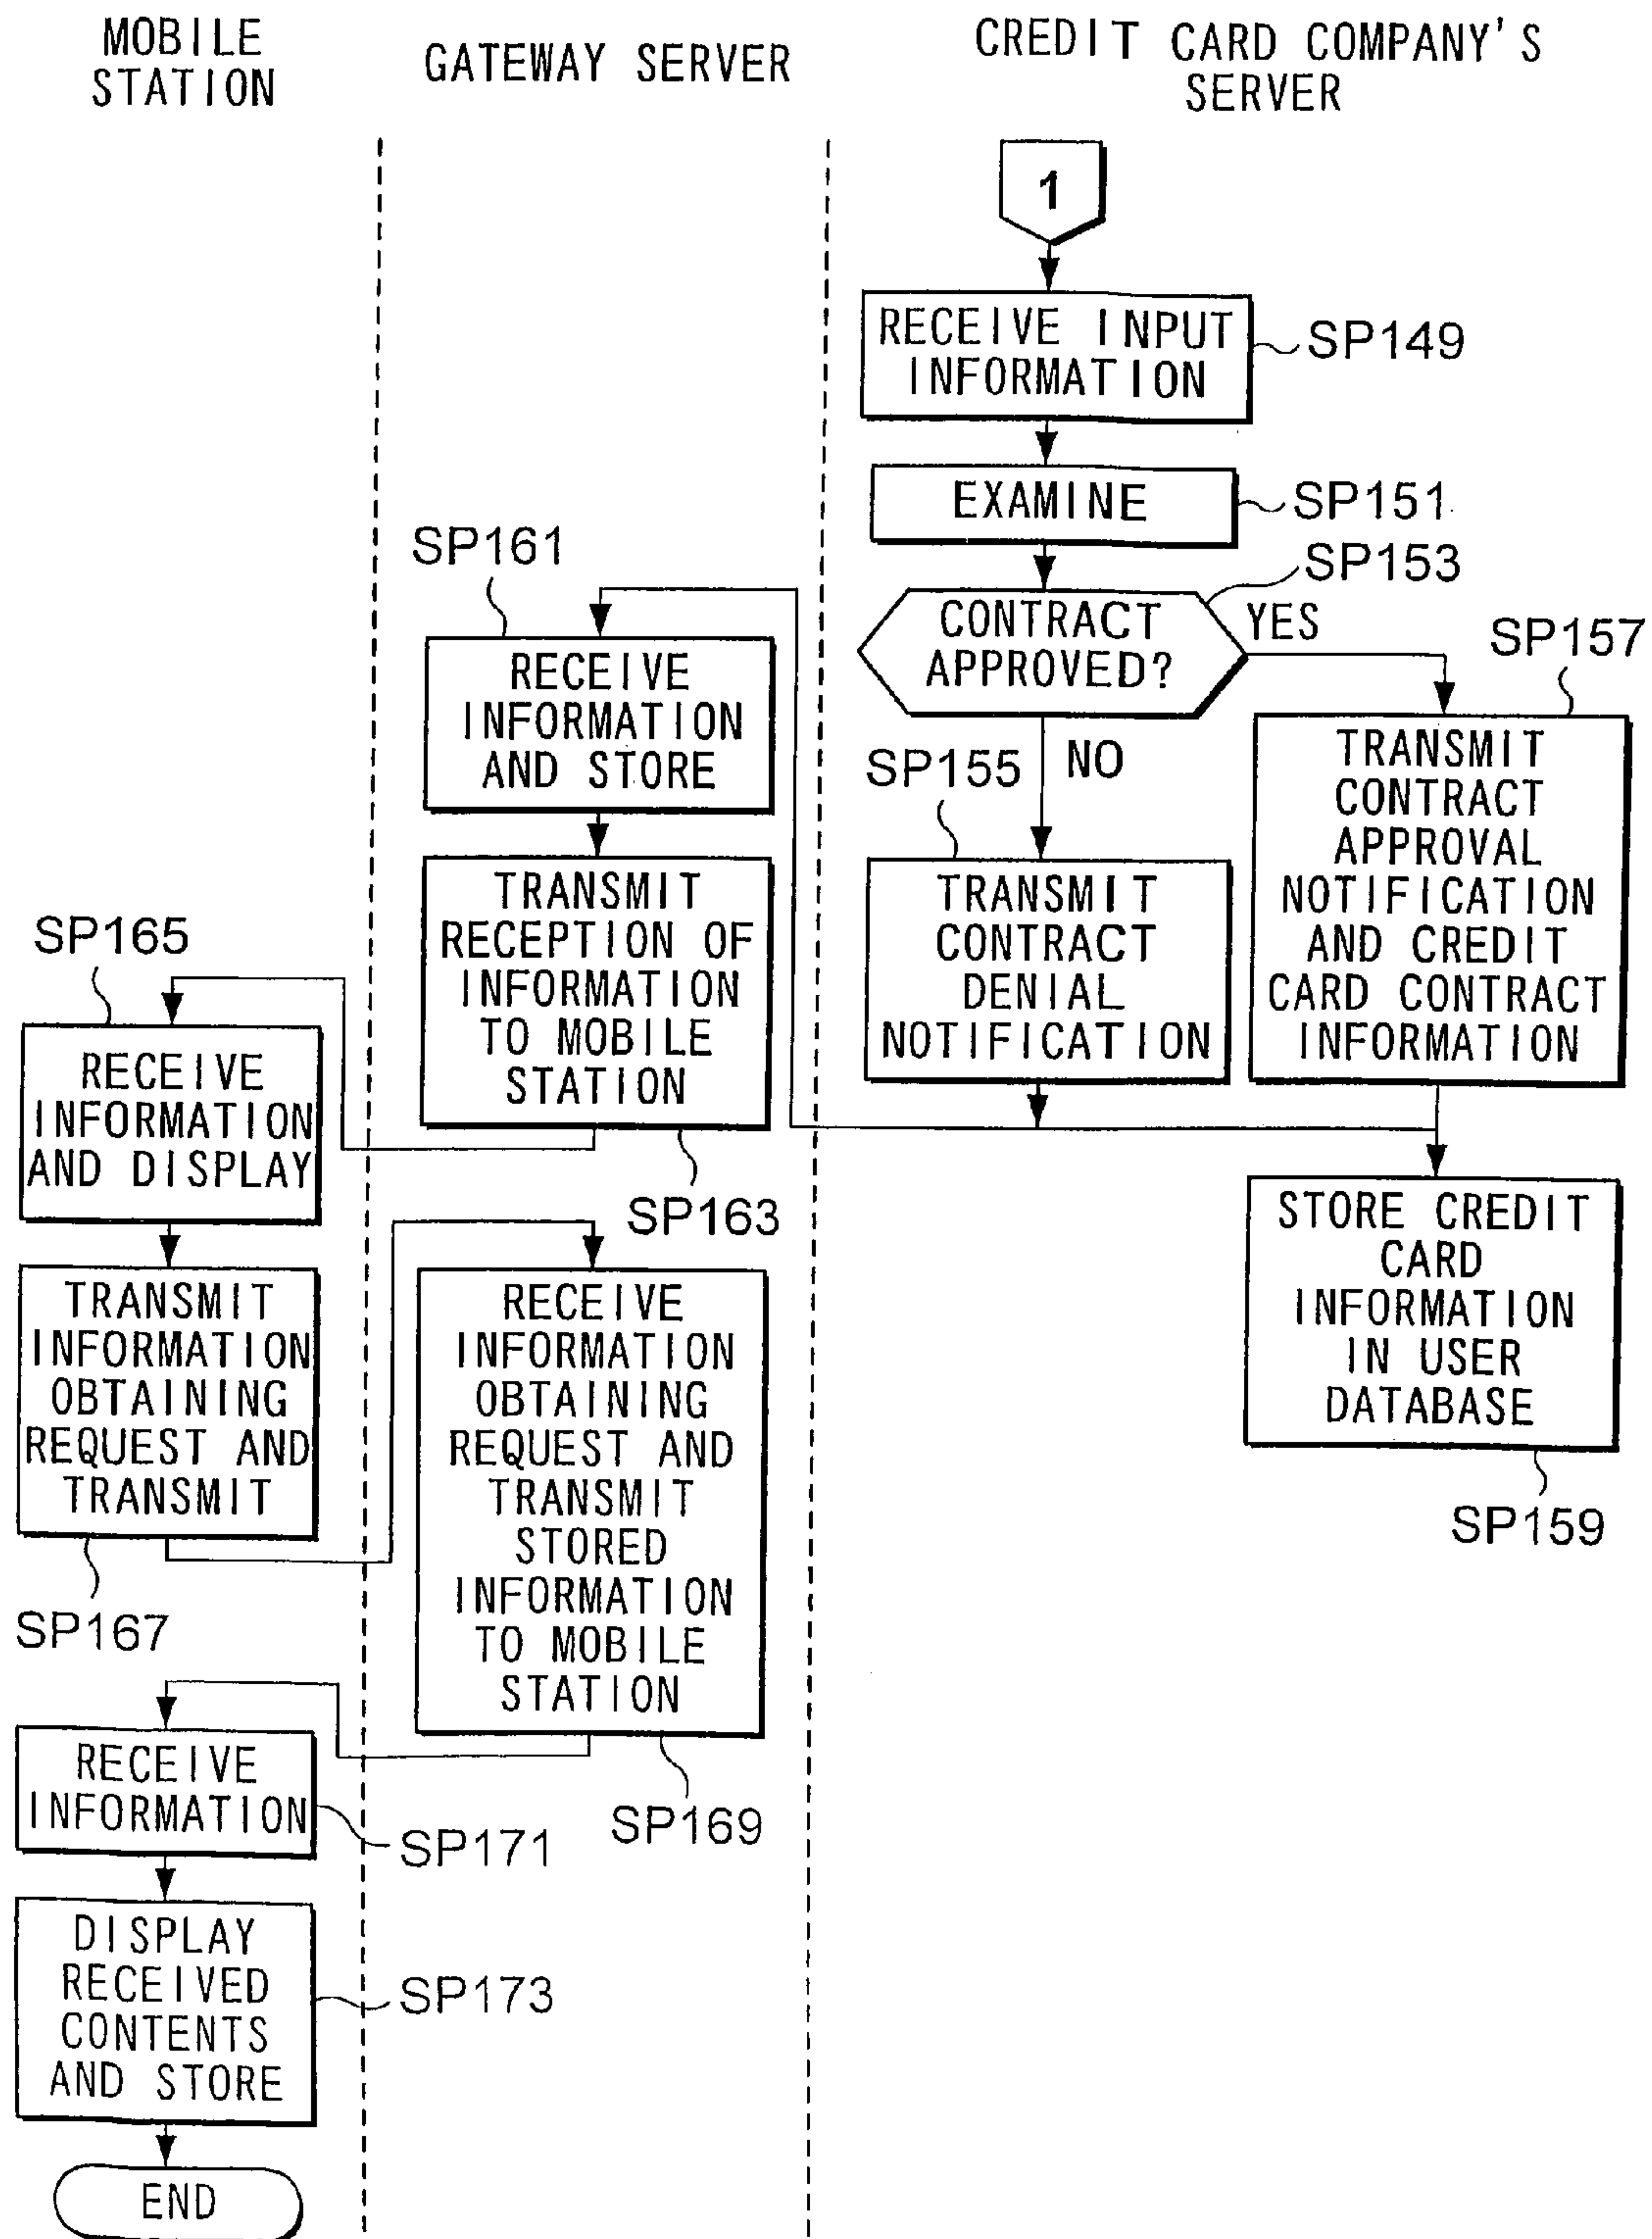 MOBILE
STATION
GATEWAY SERVER
CREDIT CARD COMPANY'S
SERVER
1
RECEIVE INPUT
INFORMATION
SP149
EXAMINE
SP151
SP153
CONTRACT
APPROVED?
YES
NO
SP155
TRANSMIT
CONTRACT
DENIAL
NOTIFICATION
SP157
TRANSMIT
CONTRACT
APPROVAL
NOTIFICATION
AND CREDIT
CARD CONTRACT
INFORMATION
STORE CREDIT
CARD
INFORMATION
IN USER
DATABASE
SP159
SP161
RECEIVE
INFORMATION
AND STORE
TRANSMIT
RECEPTION OF
INFORMATION
TO MOBILE
STATION
SP163
SP165
RECEIVE
INFORMATION
AND DISPLAY
TRANSMIT
INFORMATION
OBTAINING
REQUEST AND
TRANSMIT
SP167
RECEIVE
INFORMATION
OBTAINING
REQUEST AND
TRANSMIT
STORED
INFORMATION
TO MOBILE
STATION
SP169
RECEIVE
INFORMATION
SP171
DISPLAY
RECEIVED
CONTENTS
AND STORE
SP173
END